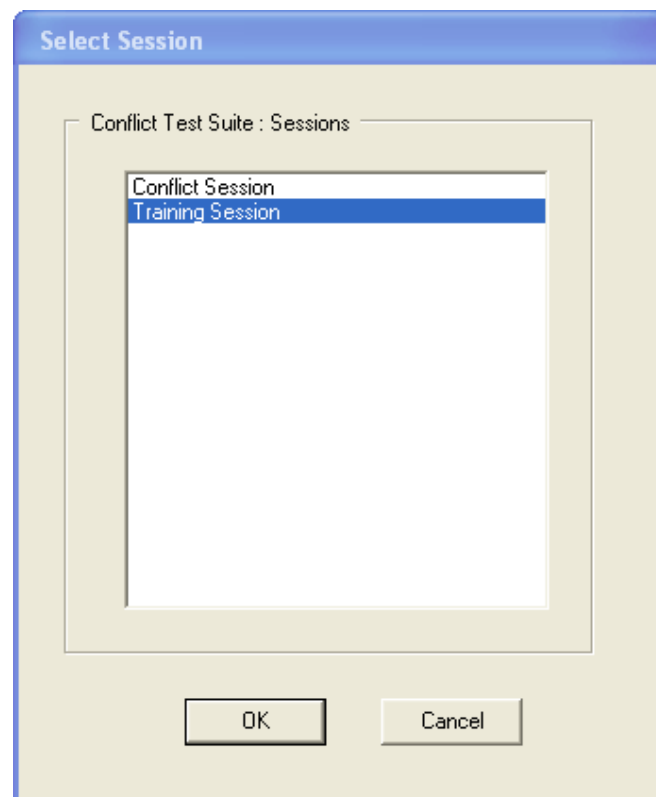 Select Session
Conflict Test Suite : Sessions
Conflict Session
Training Session
OK
Cancel